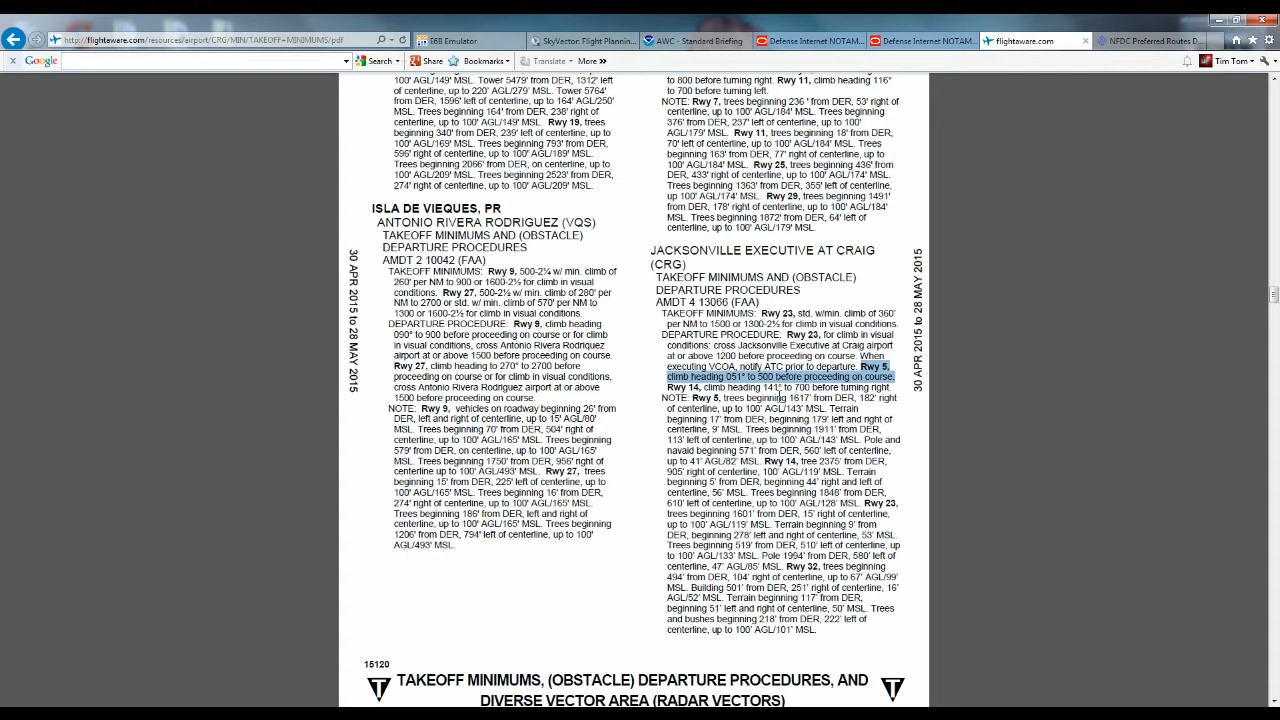 http://flightaware.com/resources/airport/CRG/MIN/TAKEOFF+MINIMUMS/pdf
E6B Emulator
SkyVector: Flight Plannin...
AWC - Standard Briefing
Defense Internet NOTAM...
Defense Internet NOTAM...
flightaware.com
NFDC Preferred Routes D...
Google
Search
Share
Bookmarks
Translate
More »
Tim Tom
100' AGL/149' MSL. Tower 5479' from DER, 1312' left
of centerline, up to 220' AGL/279' MSL. Tower 5764'
from DER, 1596' left of centerline, up to 164' AGL/250'
MSL. Trees beginning 164' from DER, 238' right of
centerline, up to 100' AGL/149' MSL. Rwy 19, trees
beginning 340' from DER, 239' left of centerline, up to
100' AGL/169' MSL. Trees beginning 793' from DER,
596' right of centerline, up to 100' AGL/189' MSL.
Trees beginning 2066' from DER, on centerline, up to
100' AGL/209' MSL. Trees beginning 2523' from DER,
274' right of centerline, up to 100' AGL/209' MSL.
ISLA DE VIEQUES, PR
ANTONIO RIVERA RODRIGUEZ (VQS)
TAKEOFF MINIMUMS AND (OBSTACLE)
DEPARTURE PROCEDURES
AMDT 2 10042 (FAA)
TAKEOFF MINIMUMS: Rwy 9, 500-2¼ w/ min. climb of
260' per NM to 900 or 1600-2½ for climb in visual
conditions. Rwy 27, 500-2½ w/ min. climb of 280' per
NM to 2700 or std. w/ min. climb of 570' per NM to
1300 or 1600-2½ for climb in visual conditions.
DEPARTURE PROCEDURE: Rwy 9, climb heading
090° to 900 before proceeding on course or for climb
in visual conditions, cross Antonio Rivera Rodriquez
airport at or above 1500 before proceeding on course.
Rwy 27, climb heading to 270° to 2700 before
proceeding on course or for climb in visual conditions,
cross Antonio Rivera Rodriguez airport at or above
1500 before proceeding on course.
NOTE: Rwy 9, vehicles on roadway beginning 26' from
DER, left and right of centerline, up to 15' AGL/80'
MSL. Trees beginning 70' from DER, 504' right of
centerline, up to 100' AGL/165' MSL. Trees beginning
579' from DER, on centerline, up to 100' AGL/165'
MSL. Trees beginning 1750' from DER, 956' right of
centerline up to 100' AGL/493' MSL. Rwy 27, trees
beginning 15' from DER, 225' left of centerline, up to
100' AGL/165' MSL. Trees beginning 16' from DER,
274' right of centerline, up to 100' AGL/165' MSL.
Trees beginning 186' from DER, left and right of
centerline, up to 100' AGL/165' MSL. Trees beginning
1206' from DER, 794' left of centerline, up to 100'
AGL/493' MSL.
30 APR 2015 to 28 MAY 2015
to 800 before turning right. Rwy 11, climb heading 116°
to 700 before turning left.
NOTE: Rwy 7, trees beginning 236 ' from DER, 53' right of
centerline, up to 100' AGL/184' MSL. Trees beginning
376' from DER, 237' left of centerline, up to 100'
AGL/179' MSL. Rwy 11, trees beginning 18' from DER,
70' left of centerline, up to 100' AGL/184' MSL. Trees
beginning 163' from DER, 77' right of centerline, up to
100' AGL/184' MSL. Rwy 25, trees beginning 436' from
DER, 433' right of centerline, up to 100' AGL/174' MSL.
Trees beginning 1363' from DER, 355' left of centerline,
up 100' AGL/174' MSL. Rwy 29, trees beginning 1491'
from DER, 178' right of centerline, up to 100' AGL/184'
MSL. Trees beginning 1872' from DER, 64' left of
centerline, up to 100' AGL/179' MSL.
JACKSONVILLE EXECUTIVE AT CRAIG
(CRG)
TAKEOFF MINIMUMS AND (OBSTACLE)
DEPARTURE PROCEDURES
AMDT 4 13066 (FAA)
TAKEOFF MINIMUMS: Rwy 23, std. w/min. climb of 360'
per NM to 1500 or 1300-2½ for climb in visual conditions.
DEPARTURE PROCEDURE: Rwy 23, for climb in visual
conditions: cross Jacksonville Executive at Craig airport
at or above 1200 before proceeding on course. When
executing VCOA, notify ATC prior to departure. Rwy 5,
climb heading 051° to 500 before proceeding on course.
Rwy 14, climb heading 141° to 700 before turning right.
NOTE: Rwy 5, trees beginning 1617' from DER, 182' right
of centerline, up to 100' AGL/143' MSL. Terrain
beginning 17' from DER, beginning 179' left and right of
centerline, 9' MSL. Trees beginning 1911' from DER,
113' left of centerline, up to 100' AGL/143' MSL. Pole and
navaid beginning 571' from DER, 560' left of centerline,
up to 41' AGL/82' MSL. Rwy 14, tree 2375' from DER,
905' right of centerline, 100' AGL/119' MSL. Terrain
beginning 5' from DER, beginning 44' right and left of
centerline, 56' MSL. Trees beginning 1848' from DER,
610' left of centerline, up to 100' AGL/128' MSL. Rwy 23,
trees beginning 1601' from DER, 15' right of centerline,
up to 100' AGL/119' MSL. Terrain beginning 9' from
DER, beginning 278' left and right of centerline, 53' MSL.
Trees beginning 519' from DER, 510' left of centerline, up
to 100' AGL/133' MSL. Pole 1994' from DER, 580' left of
centerline, 47' AGL/85' MSL. Rwy 32, trees beginning
494' from DER, 104' right of centerline, up to 67' AGL/99'
MSL. Building 501' from DER, 251' right of centerline, 16'
AGL/52' MSL. Terrain beginning 117' from DER,
beginning 51' left and right of centerline, 50' MSL. Trees
and bushes beginning 218' from DER, 222' left of
centerline, up to 100' AGL/101' MSL.
30 APR 2015 to 28 MAY 2015
15120
T
TAKEOFF MINIMUMS, (OBSTACLE) DEPARTURE PROCEDURES, AND
DIVERSE VECTOR AREA (RADAR VECTORS)
T